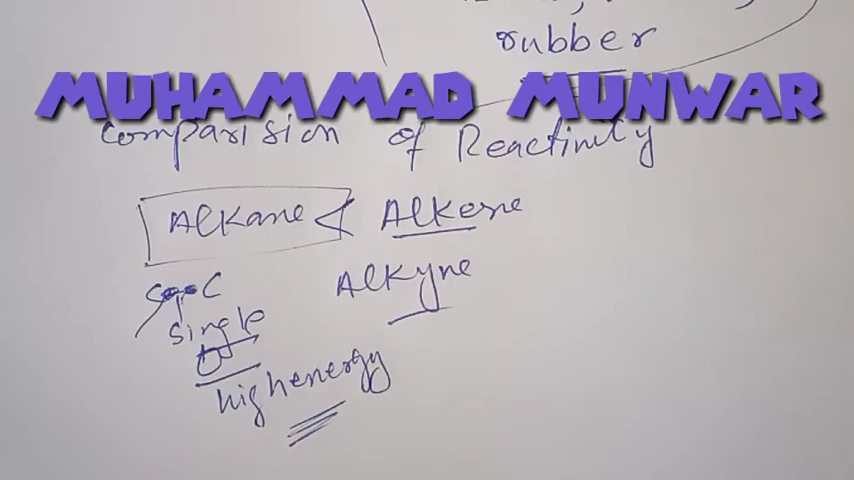 rubber
MUHAMMAD MUNWAR
Comparision of Reactivity
Alkane < Alkene
Alkyne
Single
high energy